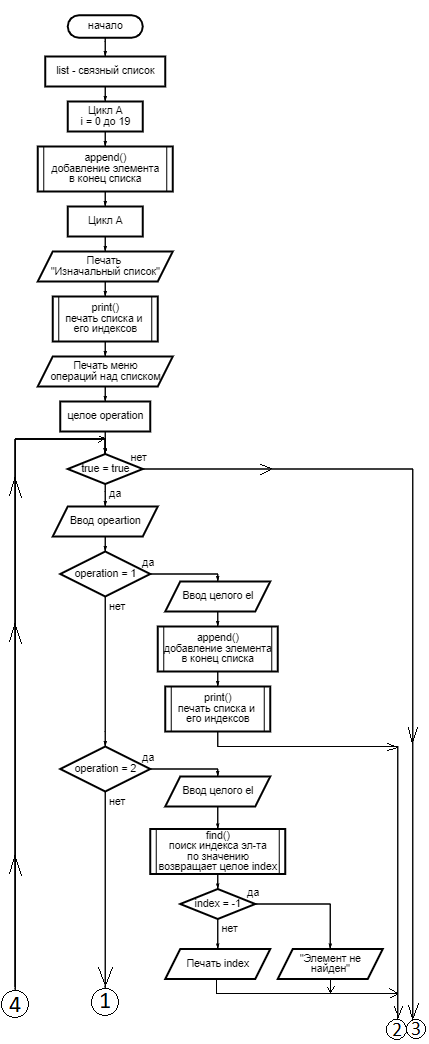 начало
list - связный список
Цикл А
i = 0 до 19
append()
добавление элемента
в конец списка
Цикл А
Печать
"Изначальный список"
print()
печать списка и
его индексов
Печать меню
операций над списком
целое operation
true = true
нет
да
Ввод opeartion
operation = 1
да
нет
Ввод целого el
append()
добавление элемента
в конец списка
print()
печать списка и
его индексов
operation = 2
да
нет
Ввод целого el
find()
поиск индекса эл-та
по значению
возвращает целое index
index = -1
да
нет
Печать index
"Элемент не
найден"
4
1
2
3